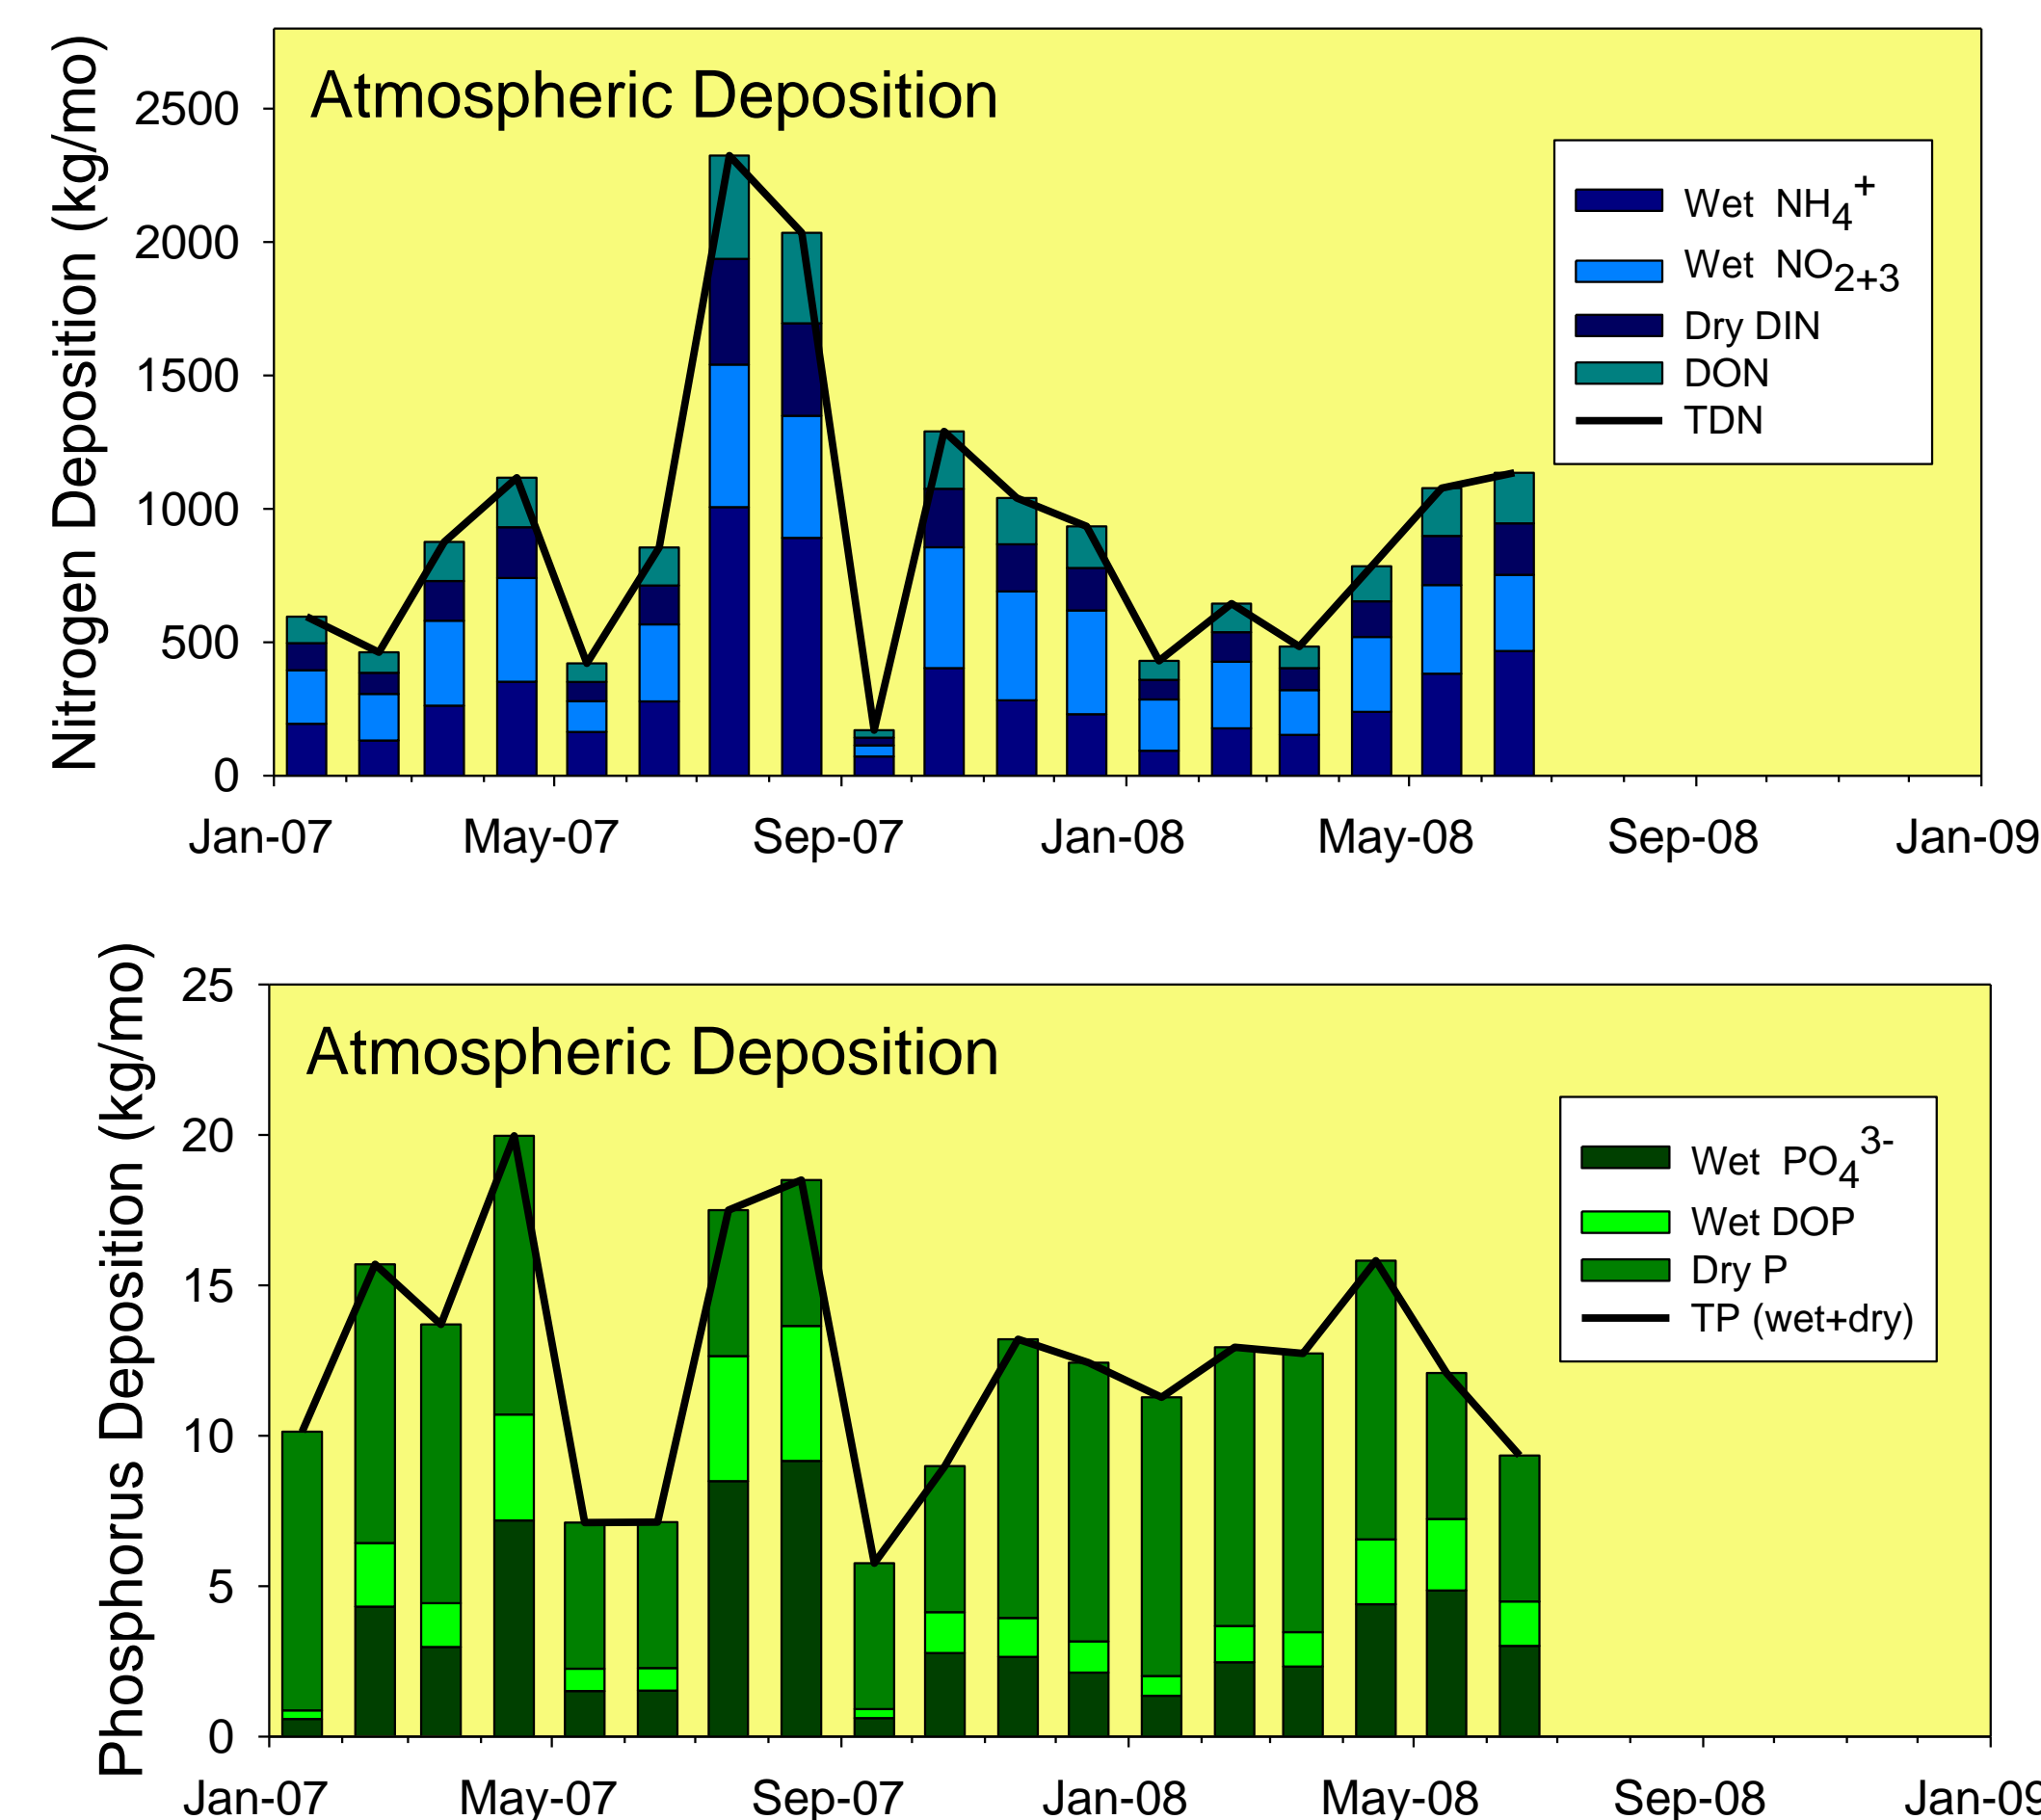 Atmospheric Deposition
Nitrogen Deposition (kg/mo)
2500
2000
1500
1000
500
0
Wet NH4+
Wet NO2+3
Dry DIN
DON
TDN
Jan-07 May-07 Sep-07 Jan-08 May-08 Sep-08 Jan-09
Atmospheric Deposition
Phosphorus Deposition (kg/mo)
25
20
15
10
5
0
Wet PO43-
Wet DOP
Dry P
TP (wet+dry)
Jan-07 May-07 Sep-07 Jan-08 May-08 Sep-08 Jan-09